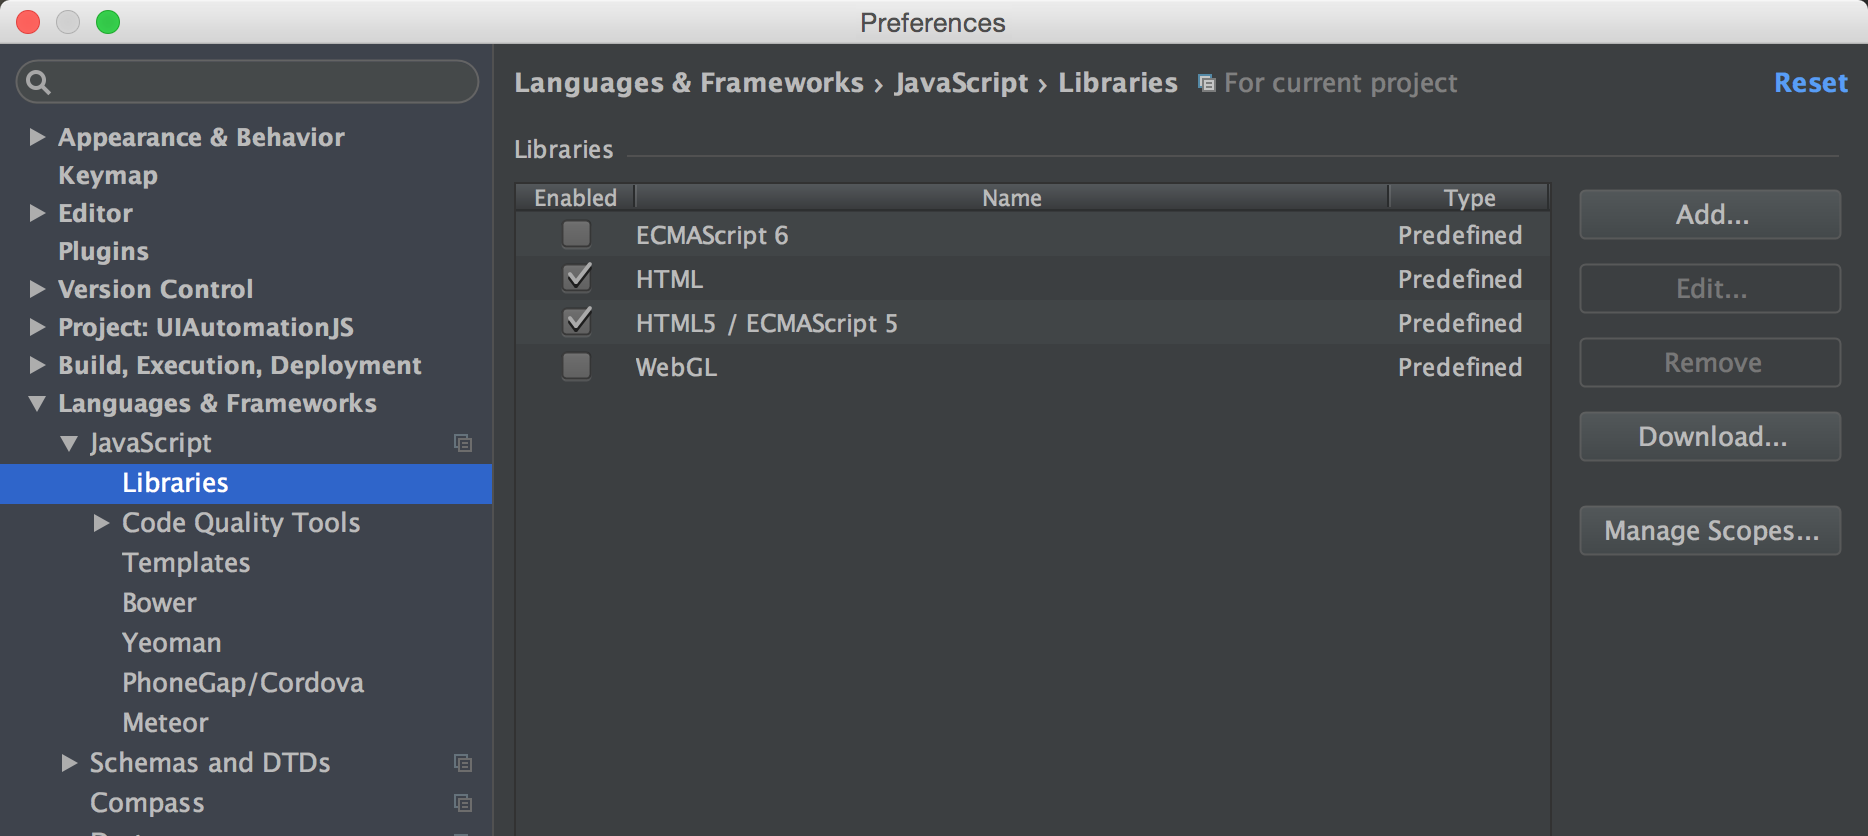 Preferences
Languages & Frameworks › JavaScript › Libraries For current project Reset
Appearance & Behavior
Keymap
Editor
Plugins
Version Control
Project: UIAutomationJS
Build, Execution, Deployment
Languages & Frameworks
JavaScript
Libraries
Code Quality Tools
Templates
Bower
Yeoman
PhoneGap/Cordova
Meteor
Schemas and DTDs
Compass
Libraries
Enabled Name Type
ECMAScript 6 Predefined
HTML Predefined
HTML5 / ECMAScript 5 Predefined
WebGL Predefined
Add...
Edit...
Remove
Download...
Manage Scopes...